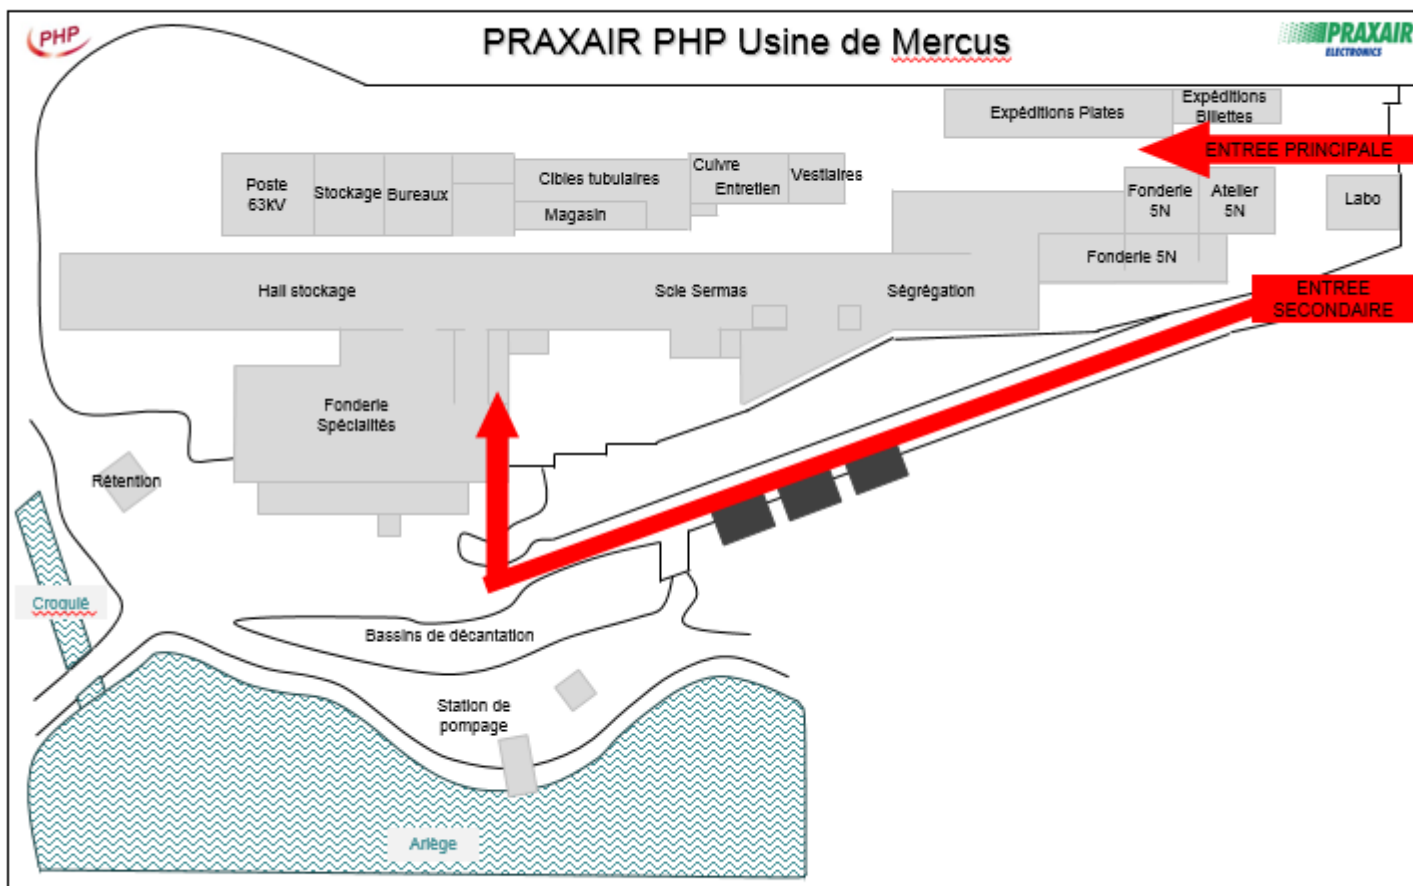 PHP
PRAXAIR PHP Usine de Mercus
PRAXAIR
ELECTRONICS
Expéditions Plates
Expéditions
Billettes
ENTREE PRINCIPALE
Poste
63kV
Stockage
Bureaux
Cibles tubulaires
Magasin
Cuivre
Entretien
Vestiaires
Fonderie
5N
Atelier
5N
Labo
Fonderie 5N
Hall stockage
Scie Sermas
Ségrégation
ENTREE
SECONDAIRE
Fonderie
Spécialités
Rétention
Croquié
Bassins de décantation
Station de
pompage
Ariège